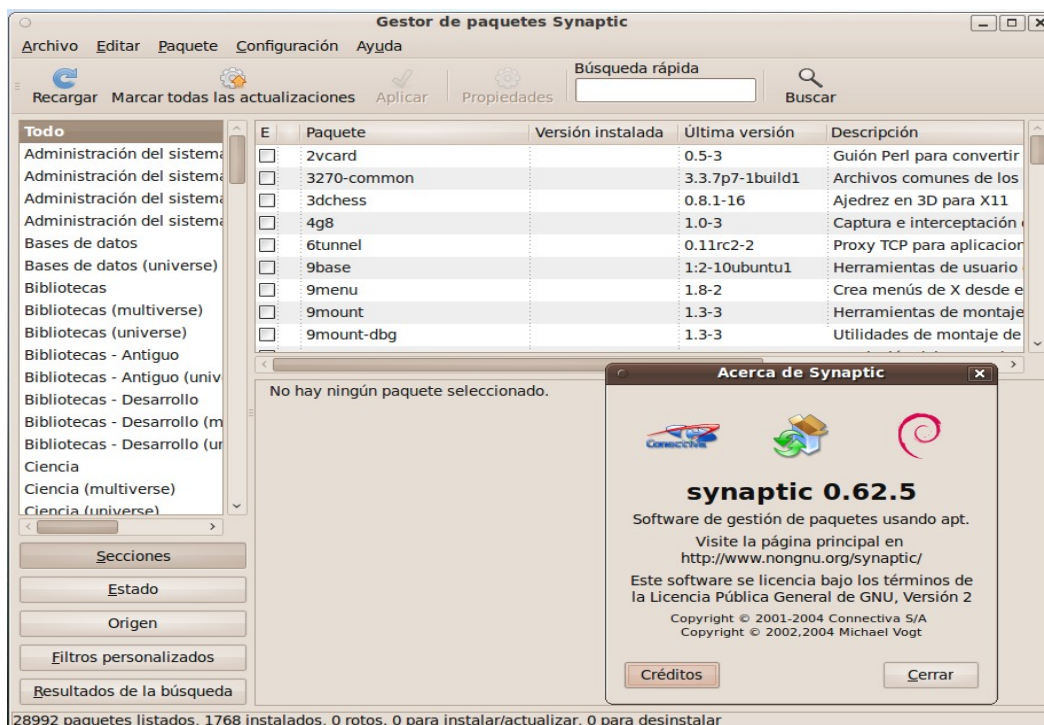 Gestor de paquetes Synaptic
Archivo Editar Paquete Configuración Ayuda
Recargar Marcar todas las actualizaciones Aplicar Propiedades Búsqueda rápida Buscar
Todo
Administración del sistema
Administración del sistema
Administración del sistema
Administración del sistema
Bases de datos
Bases de datos (universe)
Bibliotecas
Bibliotecas (multiverse)
Bibliotecas (universe)
Bibliotecas - Antiguo
Bibliotecas - Antiguo (univ
Bibliotecas - Desarrollo
Bibliotecas - Desarrollo (m
Bibliotecas - Desarrollo (ur
Ciencia
Ciencia (multiverse)
Ciencia (universe)
Secciones
Estado
Origen
Filtros personalizados
Resultados de la búsqueda
E Paquete Versión instalada Última versión Descripción
2vcard 0.5-3 Guión Perl para convertir
3270-common 3.3.7p7-1build1 Archivos comunes de los
3dchess 0.8.1-16 Ajedrez en 3D para X11
4g8 1.0-3 Captura e interceptación
6tunnel 0.11rc2-2 Proxy TCP para aplicacion
9base 1:2-10ubuntu1 Herramientas de usuario
9menu 1.8-2 Crea menús de X desde e
9mount 1.3-3 Herramientas de montaje
9mount-dbg 1.3-3 Utilidades de montaje de
No hay ningún paquete seleccionado.
Acerca de Synaptic
Conectiva
synaptic 0.62.5
Software de gestión de paquetes usando apt.
Visite la página principal en
http://www.nongnu.org/synaptic/
Este software se licencia bajo los términos de
la Licencia Pública General de GNU, Versión 2
Copyright © 2001-2004 Connectiva S/A
Copyright © 2002,2004 Michael Vogt
Créditos Cerrar
28992 paquetes listados, 1768 instalados, 0 rotos, 0 para instalar/actualizar, 0 para desinstalar